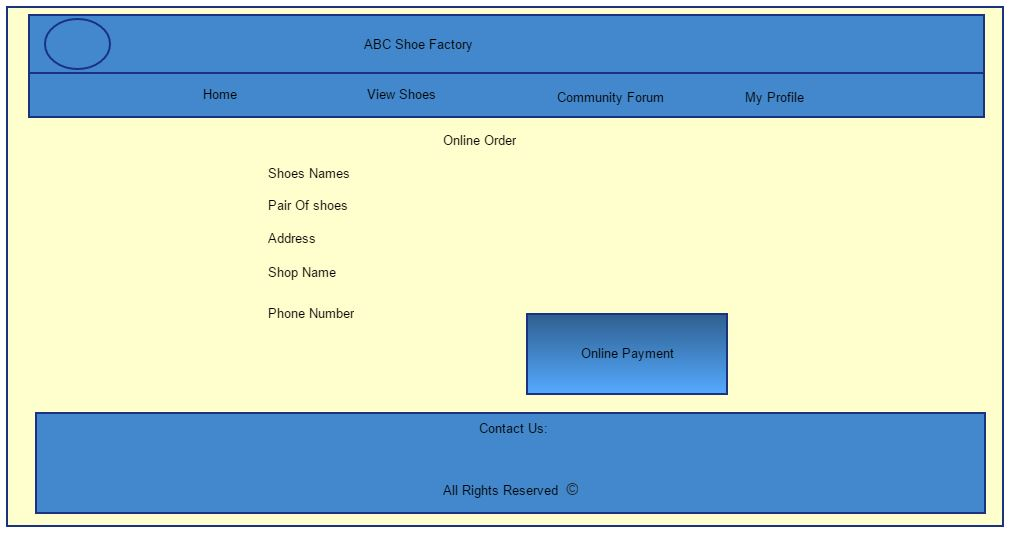 ABC Shoe Factory
Home View Shoes Community Forum My Profile
Online Order
Shoes Names
Pair Of shoes
Address
Shop Name
Phone Number
Online Payment
Contact Us:
All Rights Reserved ©